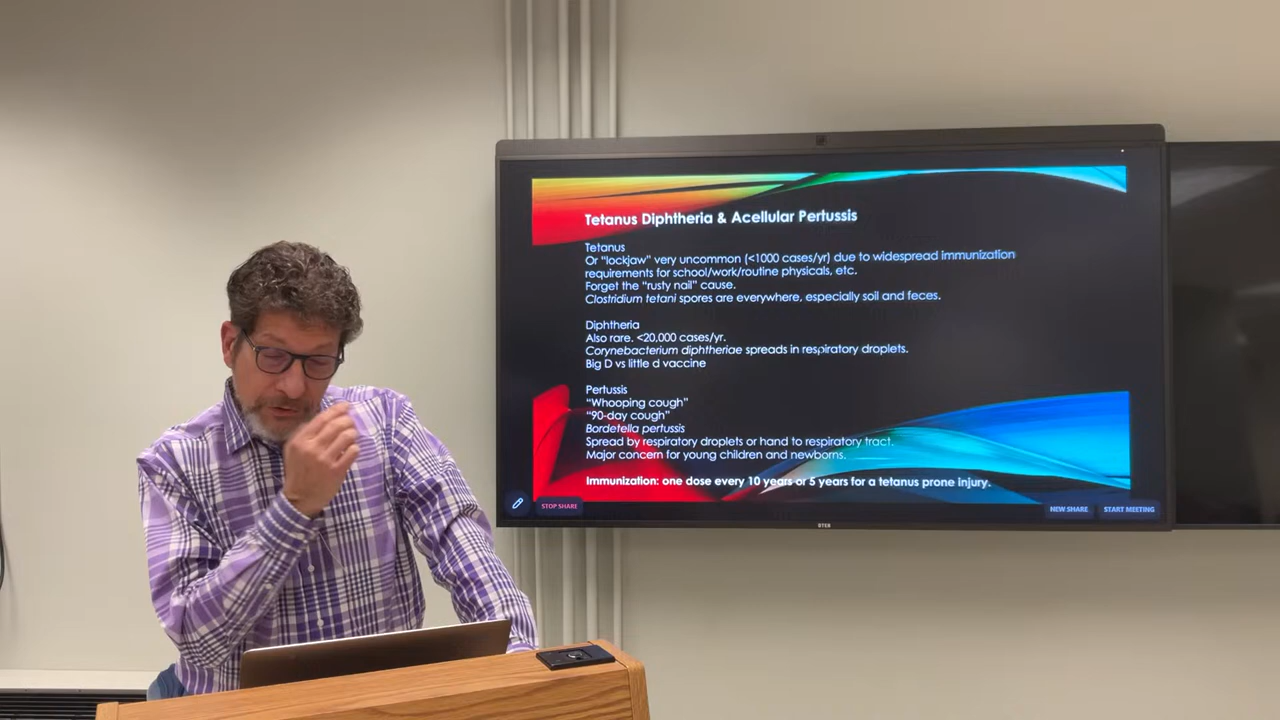 Tetanus Diphtheria & Acellular Pertussis
Tetanus
Or “lockjaw” very uncommon (<1000 cases/yr) due to widespread immunization
requirements for school/work/routine physicals, etc.
Forget the “rusty nail” cause.
Clostridium tetani spores are everywhere, especially soil and feces.
Diphtheria
Also rare. <20,000 cases/yr.
Corynebacterium diphtheriae spreads in respiratory droplets.
Big D vs little d vaccine
Pertussis
“Whooping cough”
“90-day cough”
Bordetella pertussis
Spread by respiratory droplets or hand to respiratory tract.
Major concern for young children and newborns.
Immunization: one dose every 10 years or 5 years for a tetanus prone injury.
STOP SHARE
NEW SHARE
START MEETING